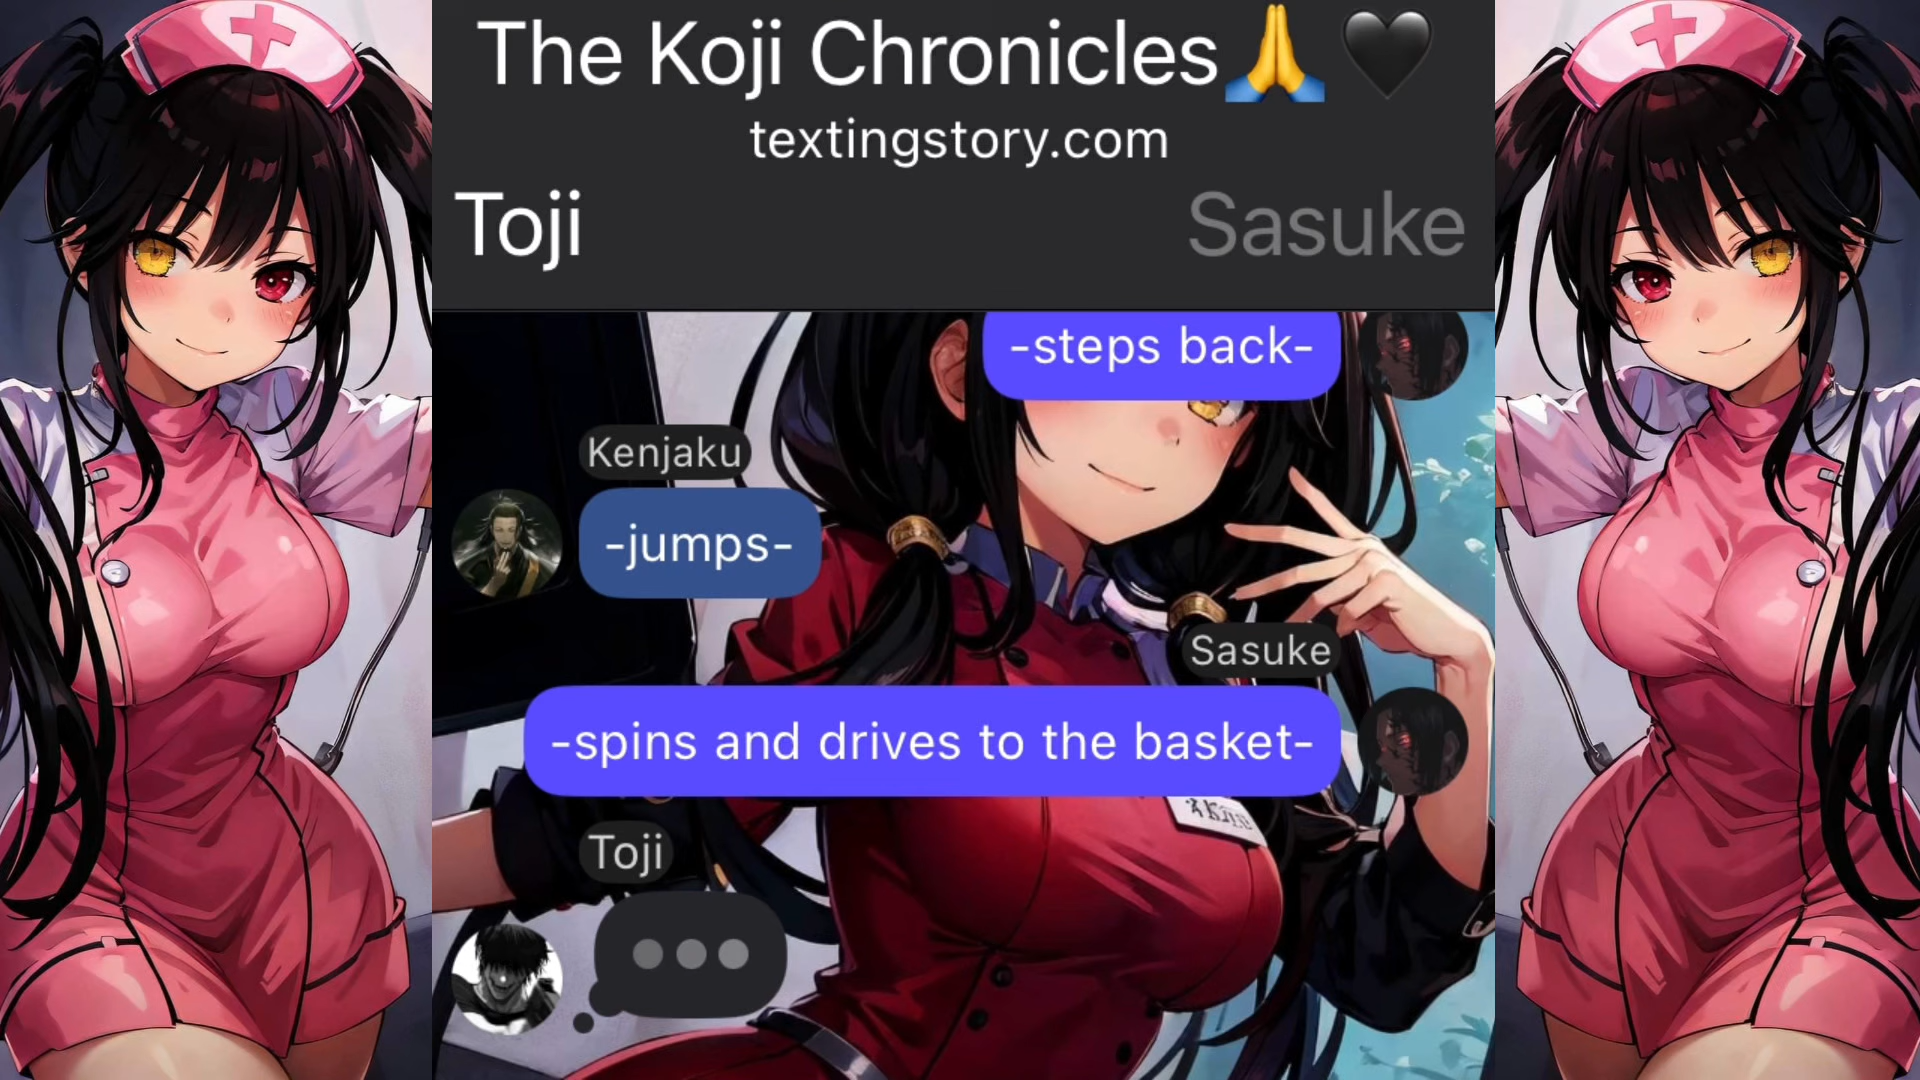 The Koji Chronicles🙏🖤
textingstory.com
Toji
Sasuke
-steps back-
Kenjaku
-jumps-
Sasuke
-spins and drives to the basket-
Toji